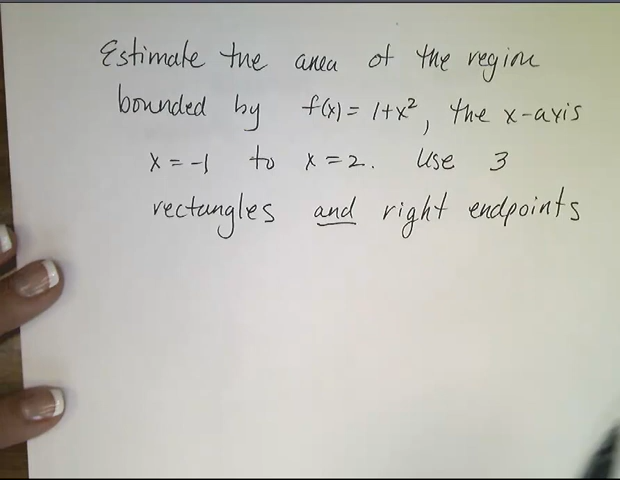 Estimate the area of the region
bounded by f(x) = 1+x², the x-axis
x = -1 to x = 2. Use 3
rectangles and right endpoints